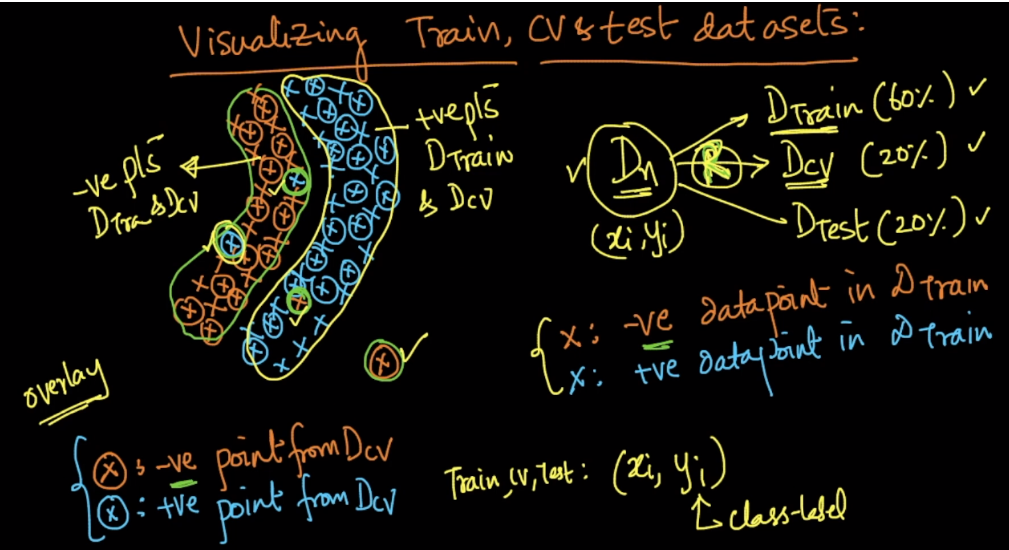 Visualizing Train, CV & test datasets:
-ve pts
DTra & DCV
+ve pts
DTrain
& DCV
Dn
(xi, yi)
R
DTrain (60%) ✓
DCV (20%) ✓
DTest (20%) ✓
x: -ve datapoint in DTrain
x: +ve datapoint in DTrain
overlay
ⓧ: -ve point from DCV
ⓧ: +ve point from DCV
Train, CV, Test: (xi, yi)
class-label